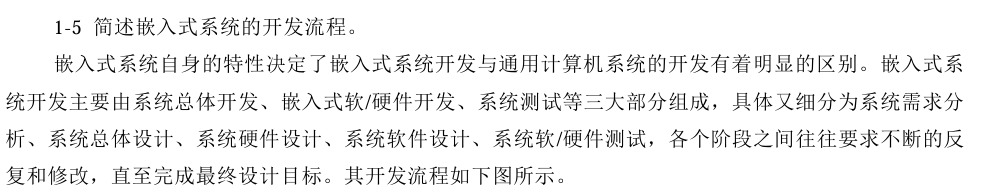 1-5 简述嵌入式系统的开发流程。
嵌入式系统自身的特性决定了嵌入式系统开发与通用计算机系统的开发有着明显的区别。嵌入式系
统开发主要由系统总体开发、嵌入式软/硬件开发、系统测试等三大部分组成，具体又细分为系统需求分
析、系统总体设计、系统硬件设计、系统软件设计、系统软/硬件测试，各个阶段之间往往要求不断的反
复和修改，直至完成最终设计目标。其开发流程如下图所示。